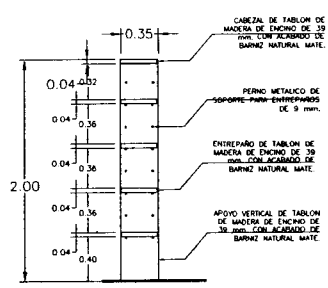 CABEZAL DE TABLON DE
MADERA DE ENCINO DE 39
mm. CON ACABADO DE
BARNIZ NATURAL MATE.
0.35
0.04
0.32
PERNO METALICO DE
SOPORTE PARA ENTREPAÑOS
DE 9 mm.
0.04
0.36
0.04
0.38
2.00
ENTREPAÑO DE TABLON DE
MADERA DE ENCINO DE 39
mm. CON ACABADO DE
BARNIZ NATURAL MATE.
0.04
0.36
APOYO VERTICAL DE TABLON
DE MADERA DE ENCINO DE
39 mm. CON ACABADO DE
BARNIZ NATURAL MATE.
0.04
0.40